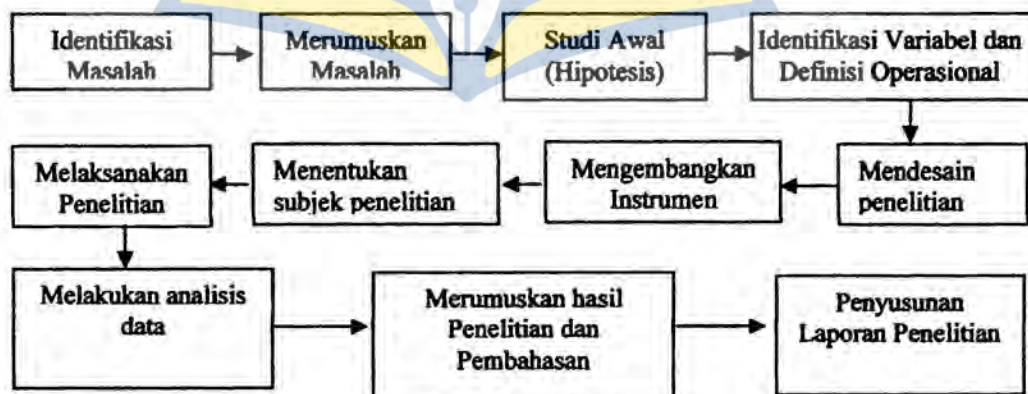 Identifikasi
Masalah
Merumuskan
Masalah
Studi Awal
(Hipotesis)
Identifikasi Variabel dan
Definisi Operasional
Mendesain
penelitian
Mengembangkan
Instrumen
Menentukan
subjek penelitian
Melaksanakan
Penelitian
Melakukan analisis
data
Merumuskan hasil
Penelitian dan
Pembahasan
Penyusunan
Laporan Penelitian